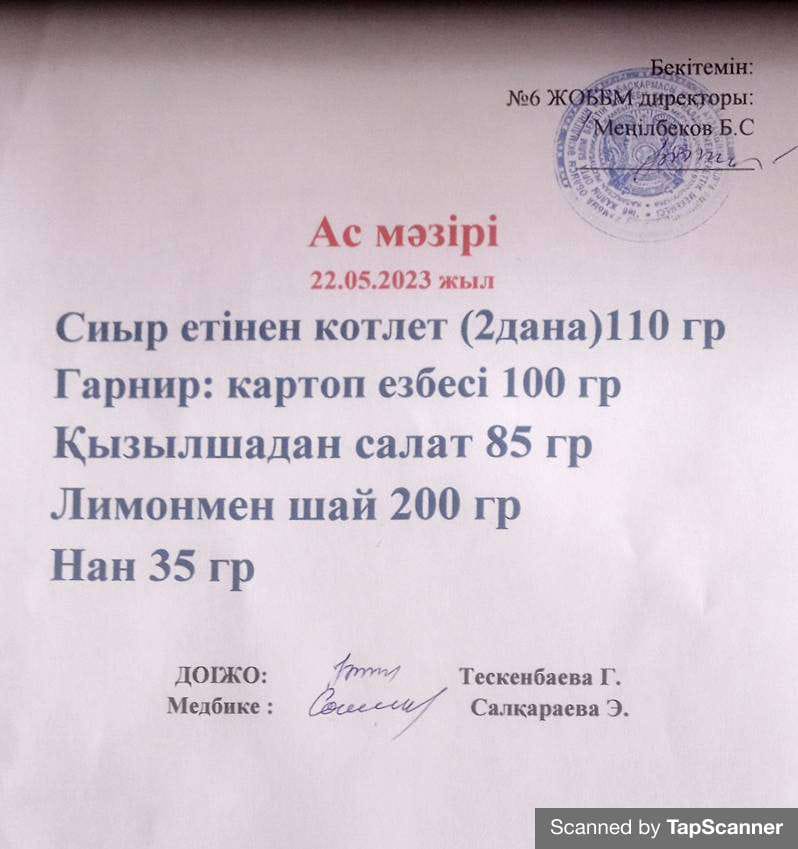 Бекітемін:
№6 ЖОББМ директоры:
Меңілбеков Б.С
Ас мәзірі
22.05.2023 жыл
Сиыр етінен котлет (2дана)110 гр
Гарнир: картоп езбесі 100 гр
Қызылшадан салат 85 гр
Лимонмен шай 200 гр
Нан 35 гр
ДОІЖО: Тескенбаева Г.
Медбике : Салқараева Э.
Scanned by TapScanner